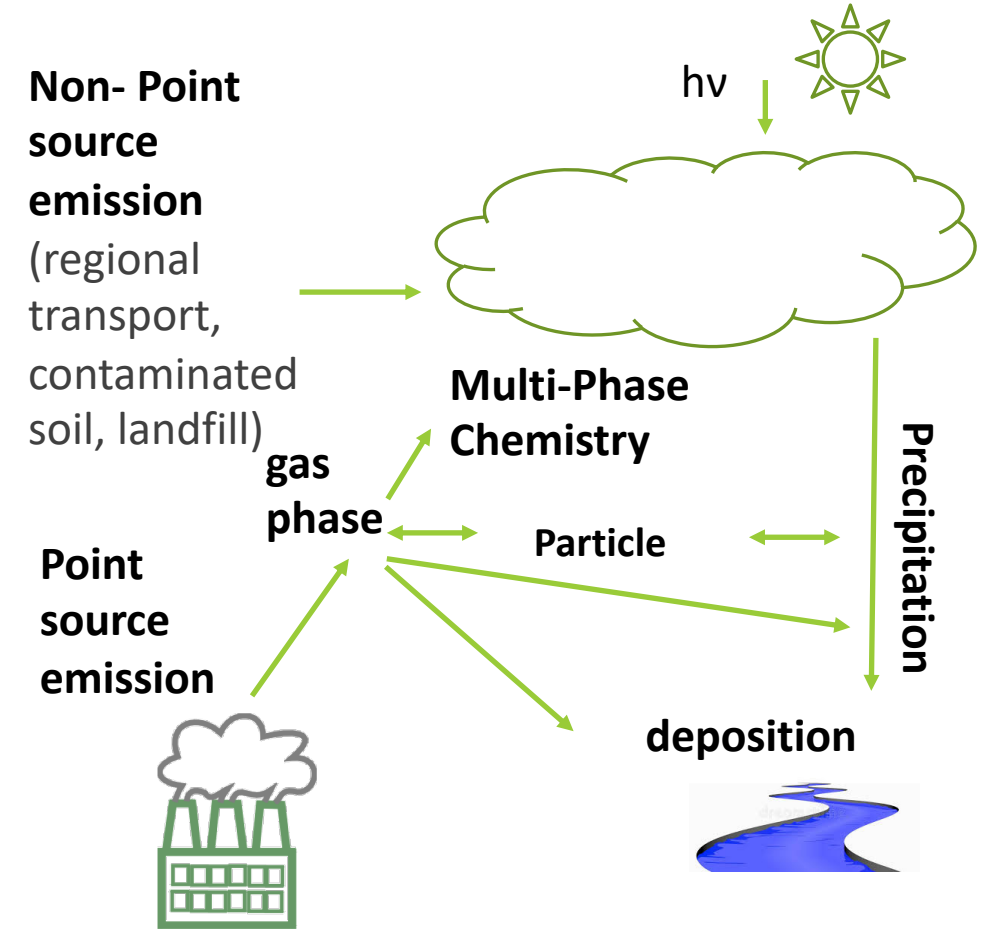 Non- Point
source
emission
(regional
transport,
contaminated
soil, landfill)
hν
Multi-Phase
Chemistry
gas
phase
Particle
Precipitation
Point
source
emission
deposition